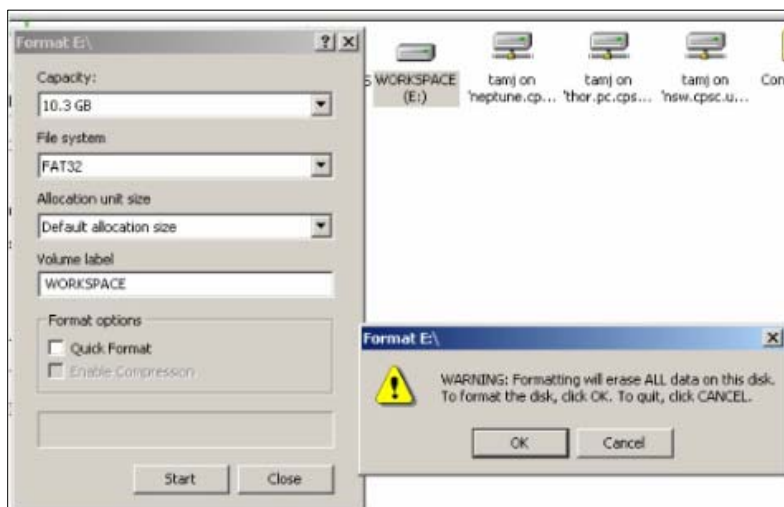 Format E:\
Capacity:
10.3 GB
File system
FAT32
Allocation unit size
Default allocation size
Volume label
WORKSPACE
Format options
Quick Format
Enable Compression
Start Close
WORKSPACE
(E:)
tamj on
'neptune.cp...
tamj on
'thor.pc.cps...
tamj on
'nsw.cpsc.u...
Con
Format E:\
WARNING: Formatting will erase ALL data on this disk.
To format the disk, click OK. To quit, click CANCEL.
OK Cancel